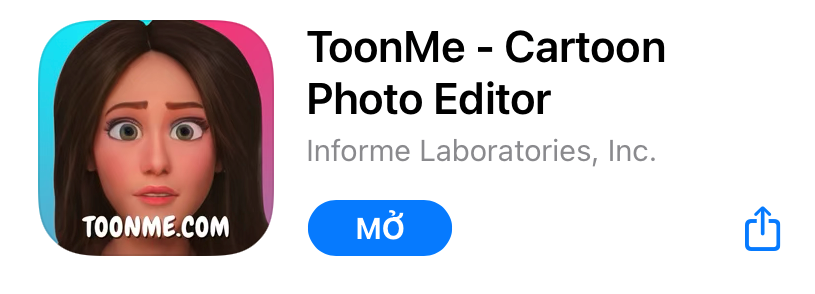 ToonMe - Cartoon
Photo Editor
Informe Laboratories, Inc.
MỞ
TOONME.COM